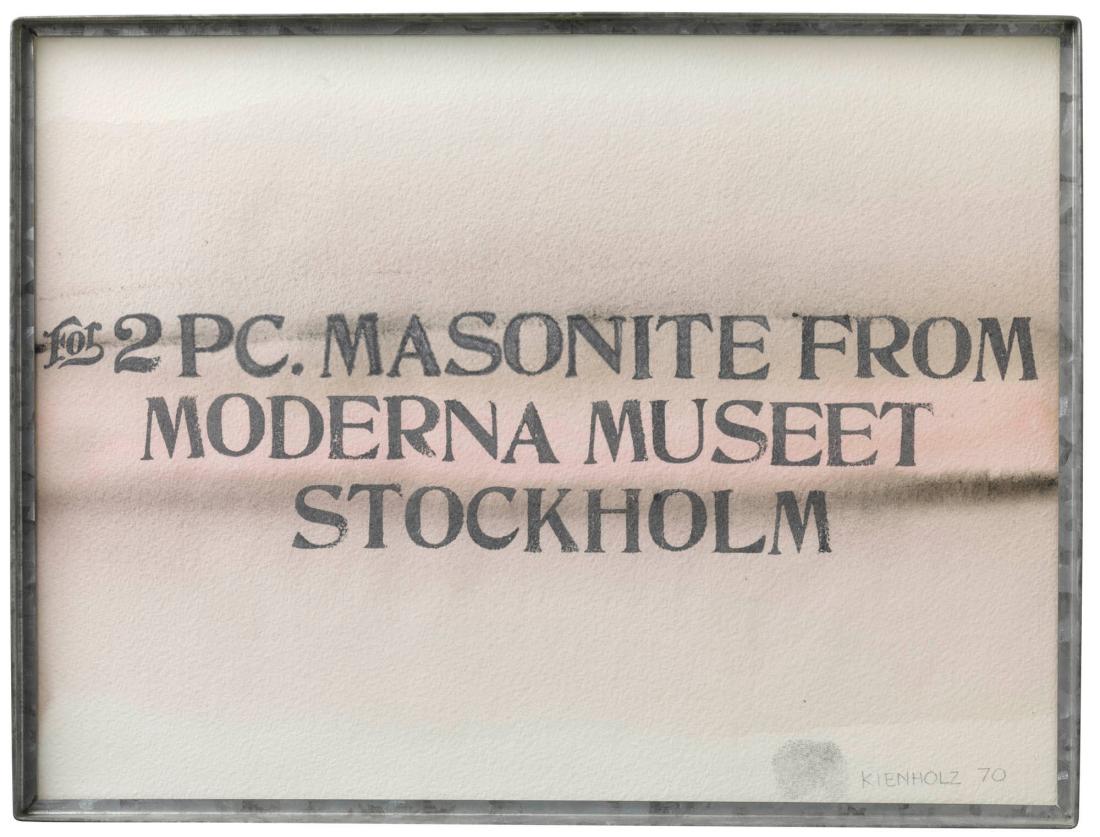 For 2 PC. MASONITE FROM
MODERNA MUSEET
STOCKHOLM
KIENHOLZ 70